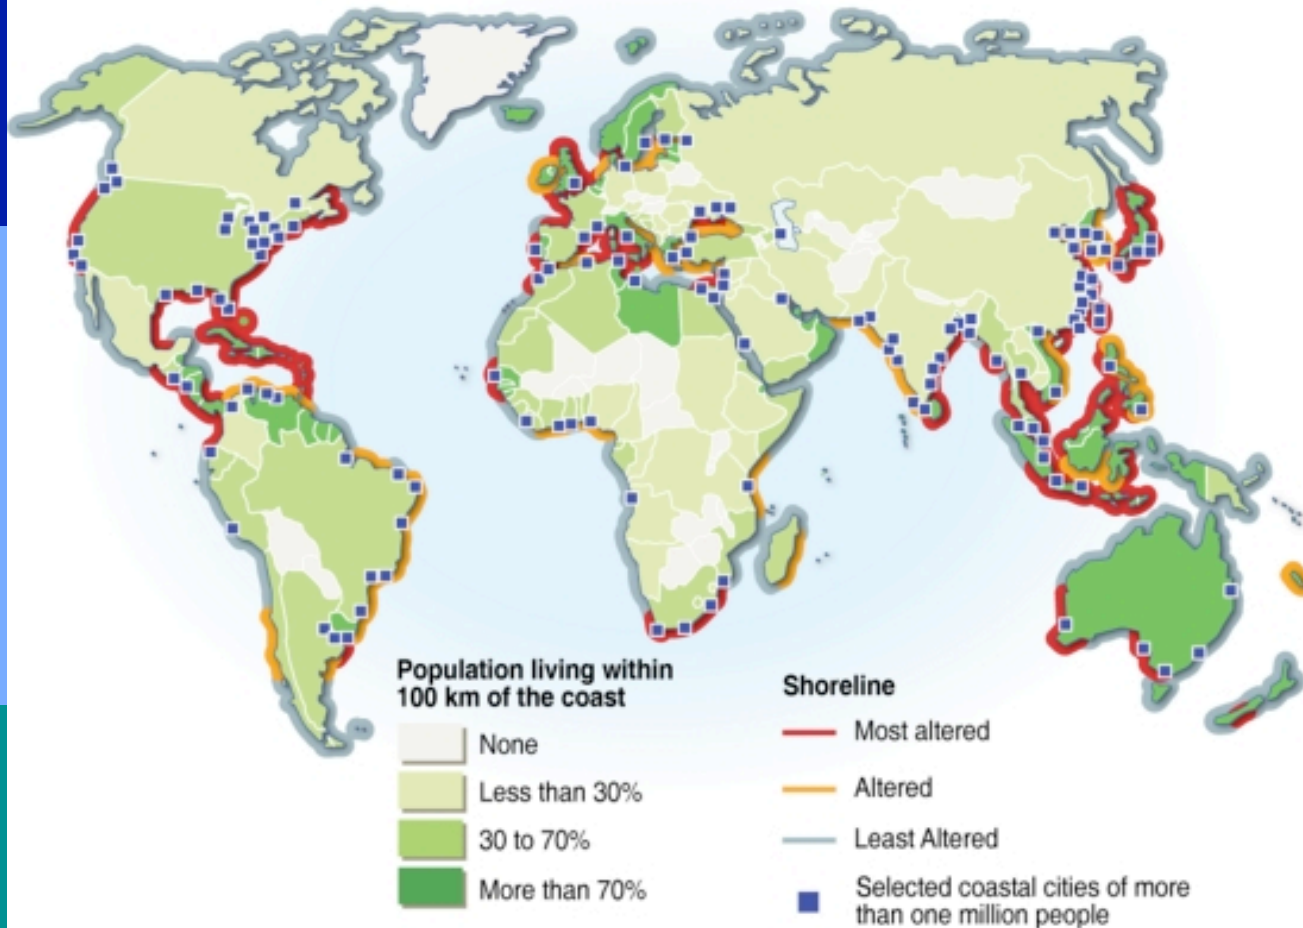 Population living within
100 km of the coast
None
Less than 30%
30 to 70%
More than 70%
Shoreline
Most altered
Altered
Least Altered
Selected coastal cities of more
than one million people